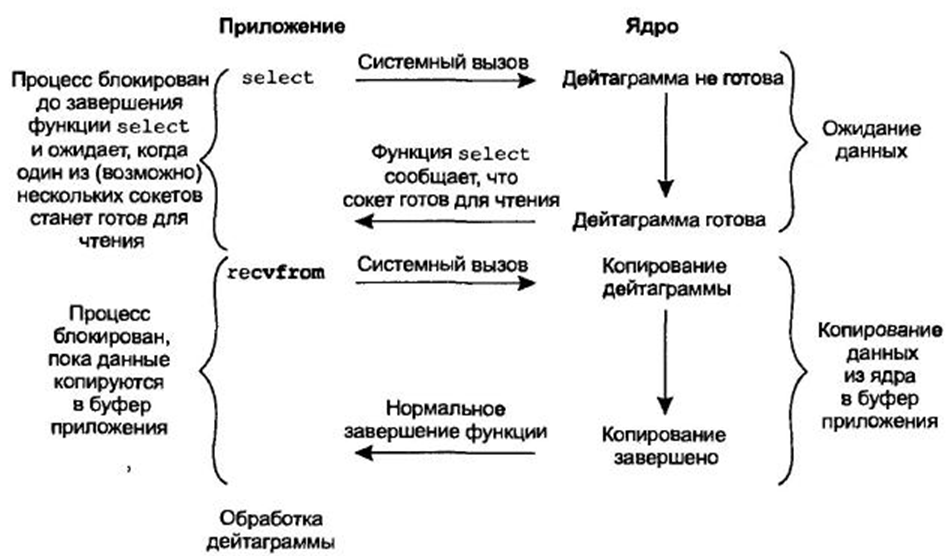 Приложение
Ядро
Процесс блокирован
до завершения
функции select
и ожидает, когда
один из (возможно)
нескольких сокетов
станет готов для
чтения
select
Системный вызов
Дейтаграмма не готова
Функция select
сообщает, что
сокет готов для чтения
Дейтаграмма готова
Ожидание
данных
Процесс
блокирован,
пока данные
копируются
в буфер
приложения
recvfrom
Системный вызов
Копирование
дейтаграммы
Нормальное
завершение функции
Копирование
завершено
Копирование
данных
из ядра
в буфер
приложения
Обработка
дейтаграммы